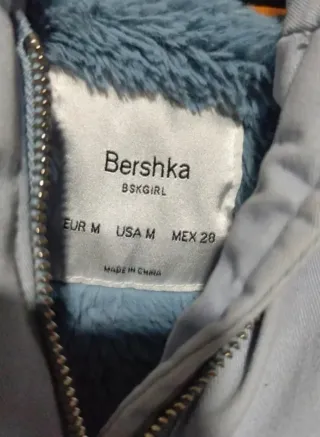 Bershka
BSKGIRL
EUR M USA M MEX 28
MADE IN CHINA